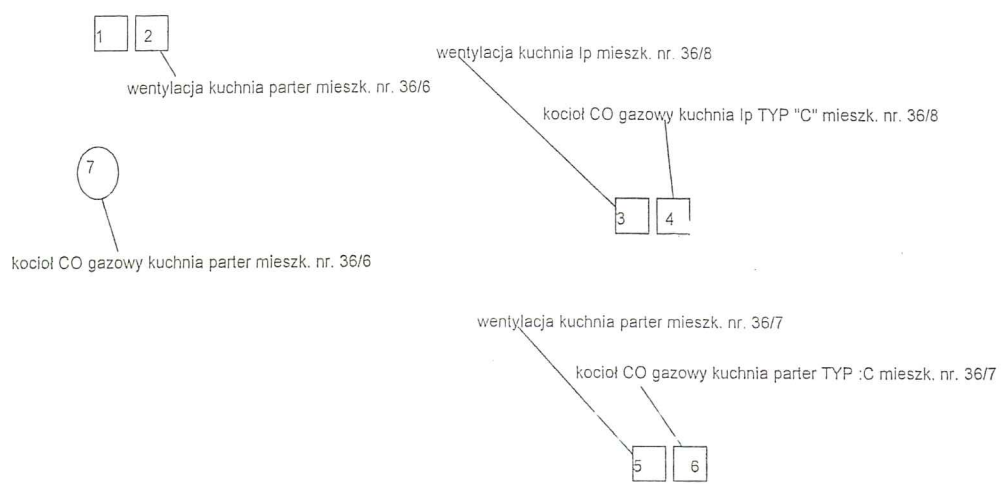 1 2
wentylacja kuchnia parter mieszk. nr. 36/6
wentylacja kuchnia Ip mieszk. nr. 36/8
kocioł CO gazowy kuchnia Ip TYP "C" mieszk. nr. 36/8
7
3 4
kocioł CO gazowy kuchnia parter mieszk. nr. 36/6
wentylacja kuchnia parter mieszk. nr. 36/7
kocioł CO gazowy kuchnia parter TYP :C mieszk. nr. 36/7
5 6